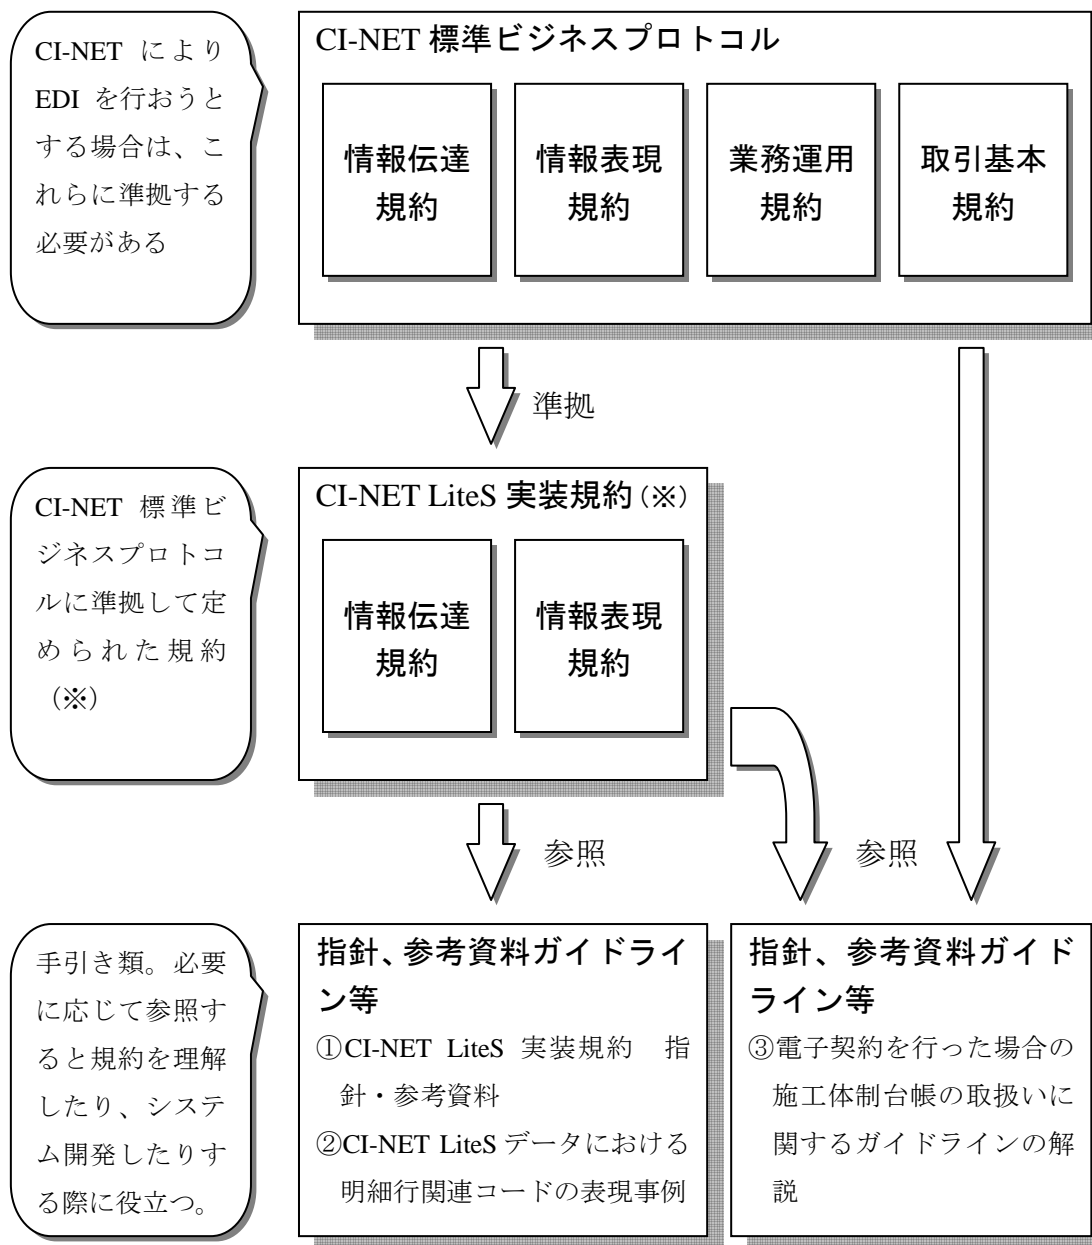 CI-NET により
EDI を行おうと
する場合は、こ
れらに準拠する
必要がある
CI-NET 標準ビジネスプロトコル
情報伝達
規約
情報表現
規約
業務運用
規約
取引基本
規約
準拠
CI-NET 標準ビ
ジネスプロトコ
ルに準拠して定
められた規約
（※）
CI-NET LiteS 実装規約（※）
情報伝達
規約
情報表現
規約
参照
参照
手引き類。必要
に応じて参照す
ると規約を理解
したり、システ
ム開発したりす
る際に役立つ。
指針、参考資料ガイドライ
ン等
①CI-NET LiteS 実装規約 指
針・参考資料
②CI-NET LiteS データにおける
明細行関連コードの表現事例
指針、参考資料ガイド
ライン等
③電子契約を行った場合の
施工体制台帳の取扱いに
関するガイドラインの解
説